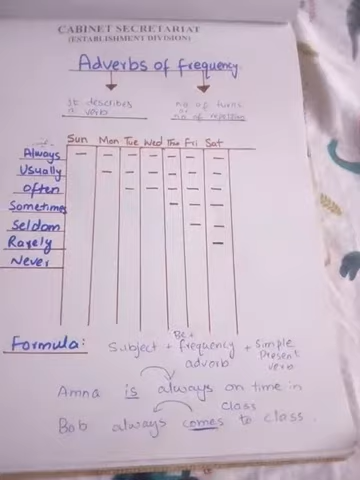 CABINET SECRETARIAT
(ESTABLISHMENT DIVISION)
Adverbs of frequency
It describes no of turns
a verb or
no of repetitions
Sun Mon Tue Wed Thu Fri Sat
Always
Usually
Often
Sometimes
Seldom
Rarely
Never
Be +
Formula: Subject + frequency + Simple
adverb Present
verb
Amna is always on time in
class
Bob always comes to class.